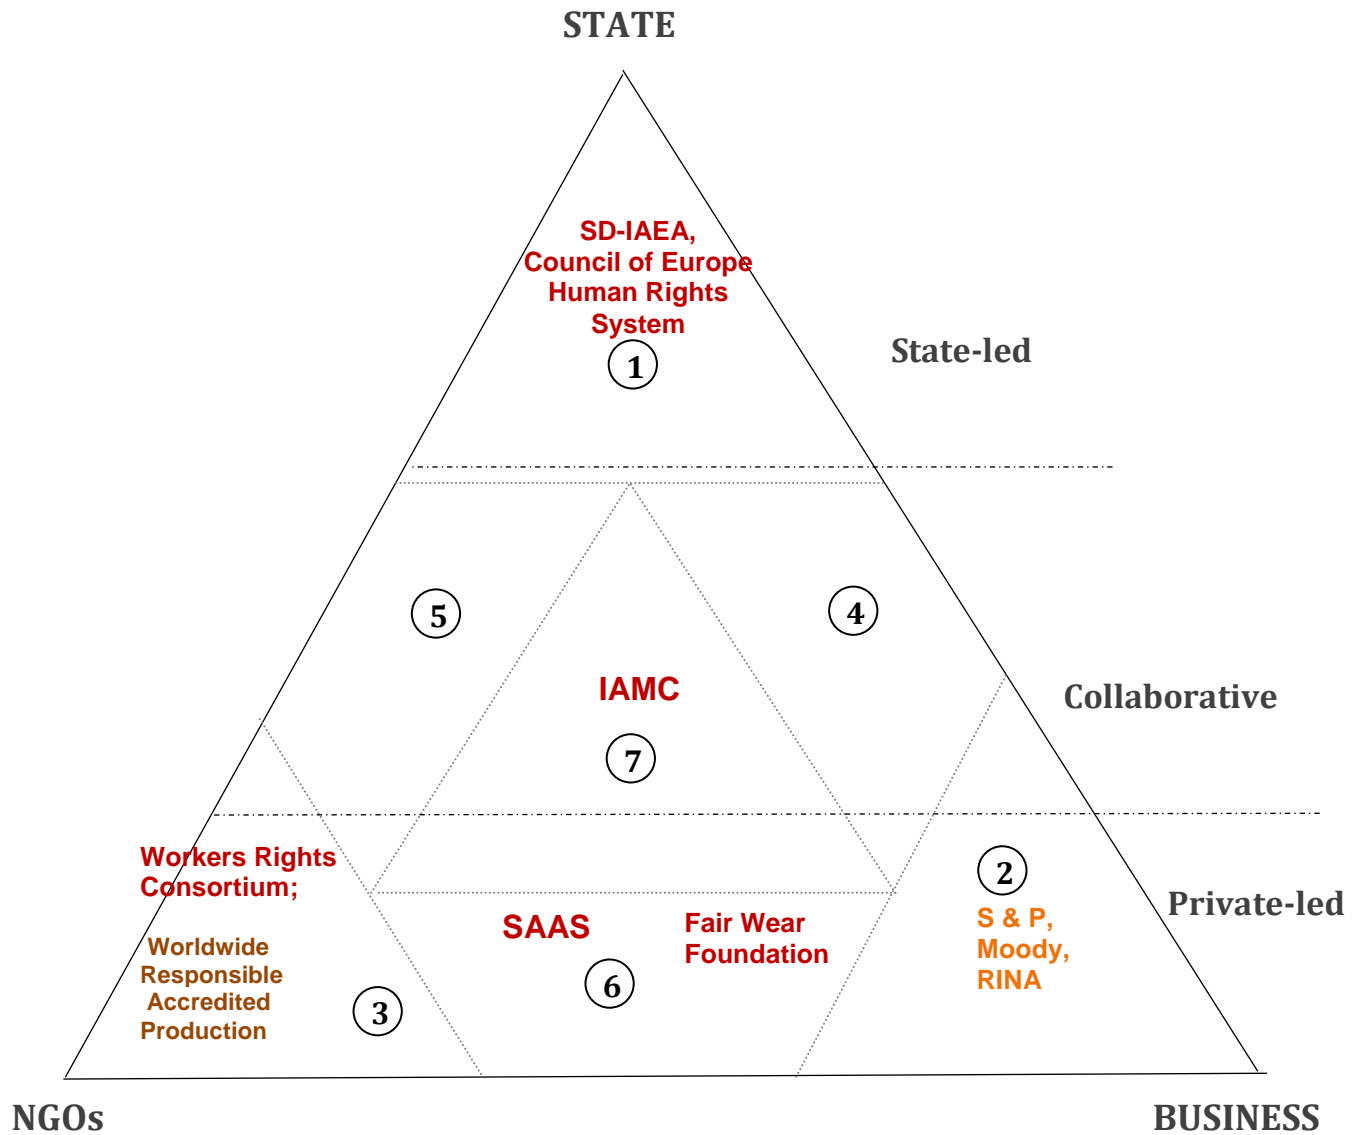 STATE
SD-IAEA,
Council of Europe
Human Rights
System
1
State-led
5
4
IAMC
Collaborative
7
Workers Rights
Consortium;
2
Private-led
SAAS
Fair Wear
Foundation
S & P,
Moody,
RINA
Worldwide
Responsible
Accredited
Production
6
3
NGOs
BUSINESS